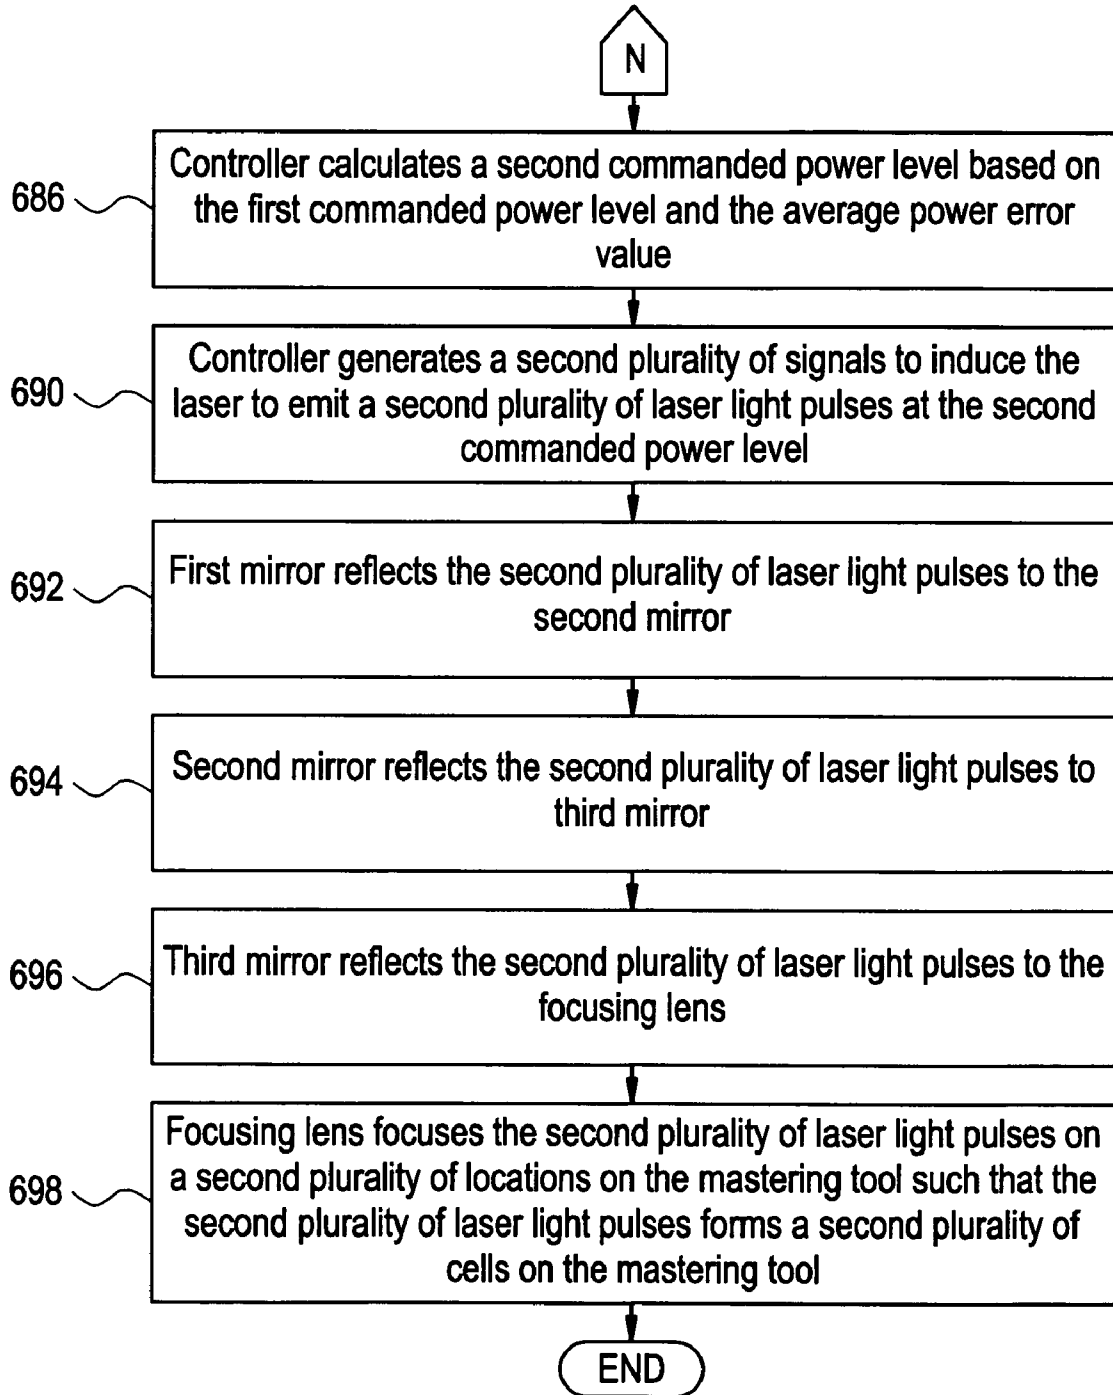 N
686
Controller calculates a second commanded power level based on
the first commanded power level and the average power error
value
690
Controller generates a second plurality of signals to induce the
laser to emit a second plurality of laser light pulses at the second
commanded power level
692
First mirror reflects the second plurality of laser light pulses to the
second mirror
694
Second mirror reflects the second plurality of laser light pulses to
third mirror
696
Third mirror reflects the second plurality of laser light pulses to the
focusing lens
698
Focusing lens focuses the second plurality of laser light pulses on
a second plurality of locations on the mastering tool such that the
second plurality of laser light pulses forms a second plurality of
cells on the mastering tool
END